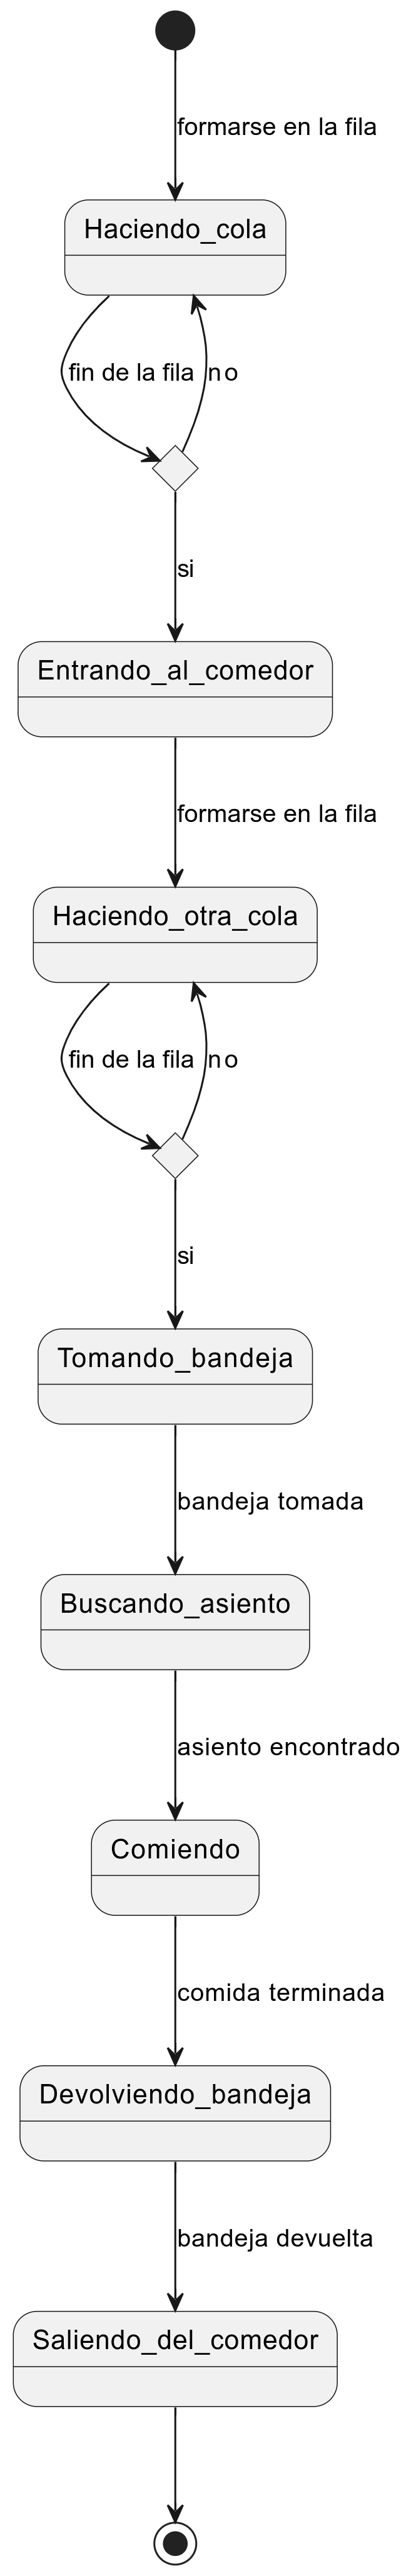 formarse en la fila
Haciendo_cola
fin de la fila
no
si
Entrando_al_comedor
formarse en la fila
Haciendo_otra_cola
fin de la fila
no
si
Tomando_bandeja
bandeja tomada
Buscando_asiento
asiento encontrado
Comiendo
comida terminada
Devolviendo_bandeja
bandeja devuelta
Saliendo_del_comedor